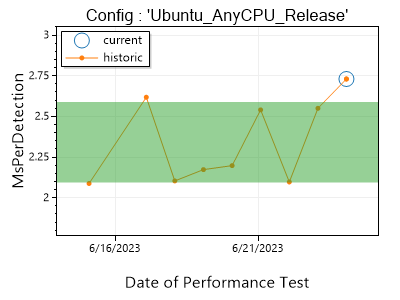 Config : 'Ubuntu_AnyCPU_Release'
current
historic
MsPerDetection
3
2.75
2.5
2.25
2
6/16/2023
6/21/2023
Date of Performance Test